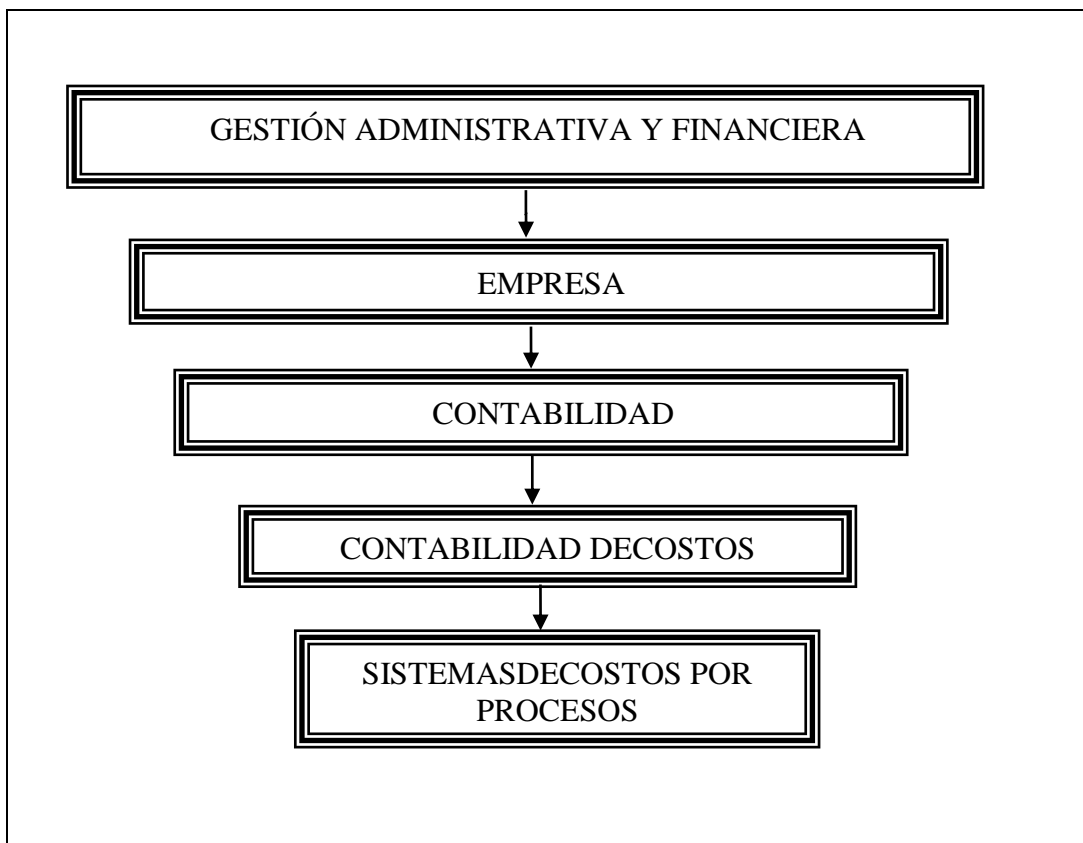 GESTIÓN ADMINISTRATIVA Y FINANCIERA
EMPRESA
CONTABILIDAD
CONTABILIDAD DECOSTOS
SISTEMASDECOSTOS POR
PROCESOS